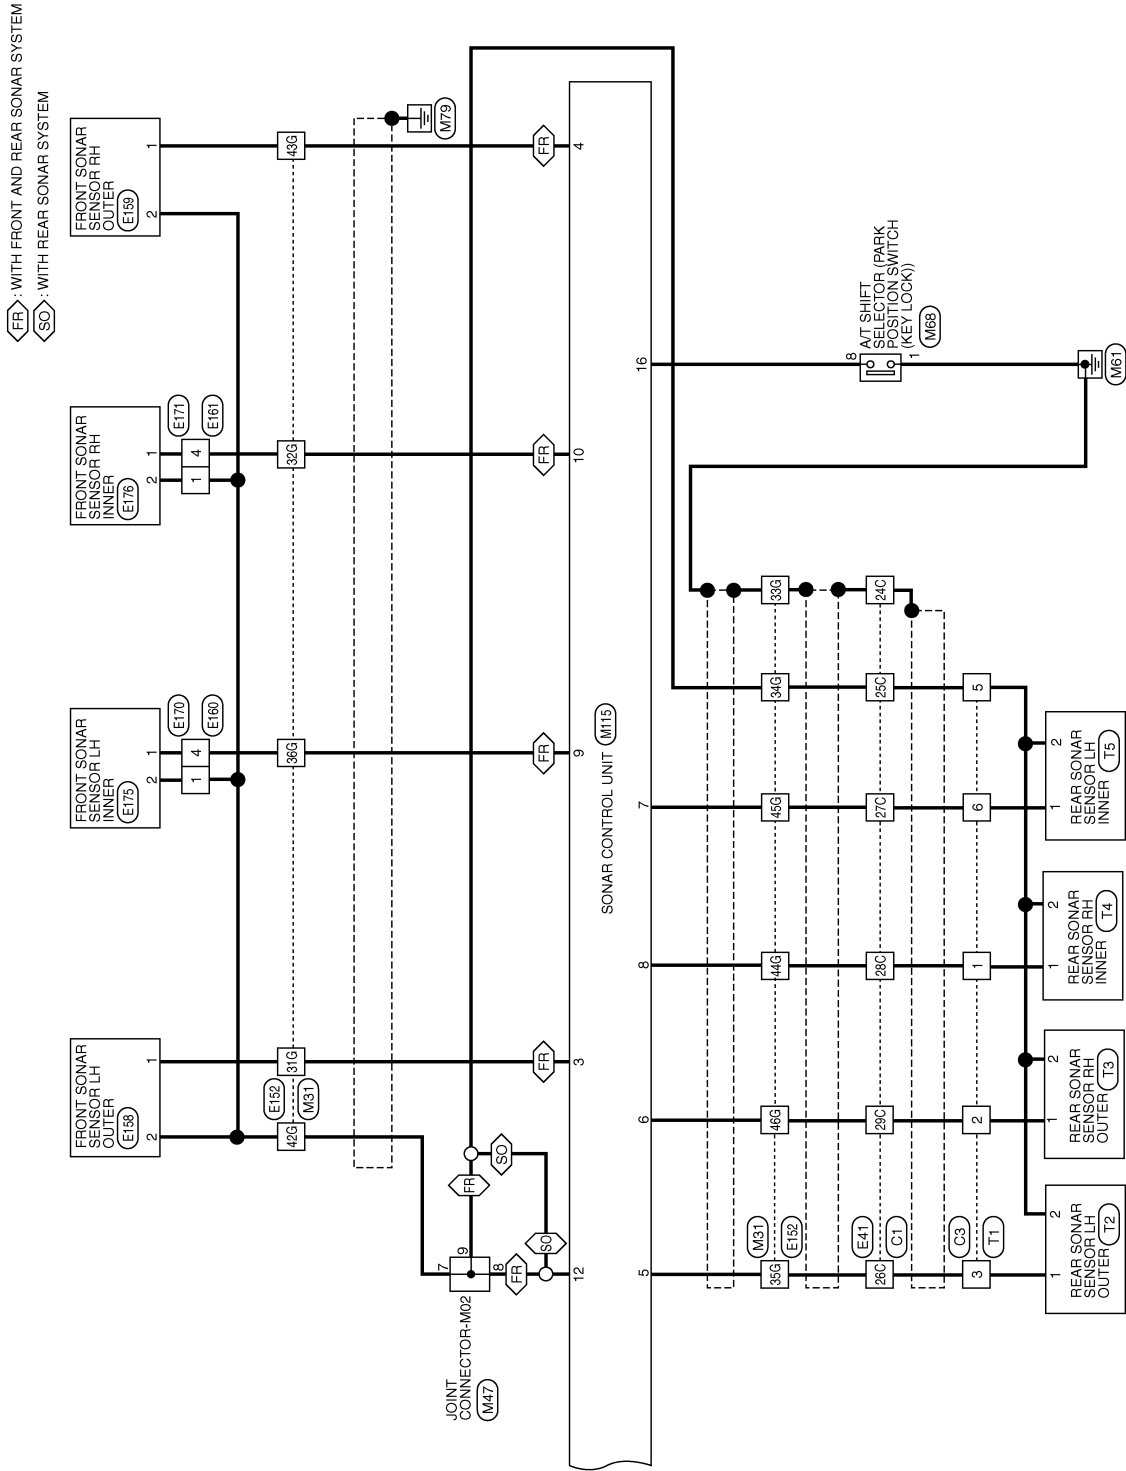 FR : WITH FRONT AND REAR SONAR SYSTEM
SO : WITH REAR SONAR SYSTEM
FRONT SONAR
SENSOR LH
OUTER
E158
2
1
FRONT SONAR
SENSOR LH
INNER
E175
2
1
1
4
E170
E160
FRONT SONAR
SENSOR RH
INNER
E176
2
1
1
4
E171
E161
FRONT SONAR
SENSOR RH
OUTER
E159
2
1
42G
E152
M31
31G
36G
32G
43G
M79
JOINT
CONNECTOR-M02
M47
7
9
8
FR
SO
FR
SO
FR
FR
FR
FR
12
3
9
10
4
SONAR CONTROL UNIT
M115
5
6
8
7
16
A/T SHIFT
SELECTOR (PARK
POSITION SWITCH
(KEY LOCK))
M68
8
1
M61
35G
M31
E152
46G
44G
45G
34G
33G
26C
E41
C1
29C
28C
27C
25C
24C
3
C3
T1
2
1
6
5
1
2
REAR SONAR
SENSOR LH
OUTER
T2
1
2
REAR SONAR
SENSOR RH
OUTER
T3
1
2
REAR SONAR
SENSOR RH
INNER
T4
1
2
REAR SONAR
SENSOR LH
INNER
T5